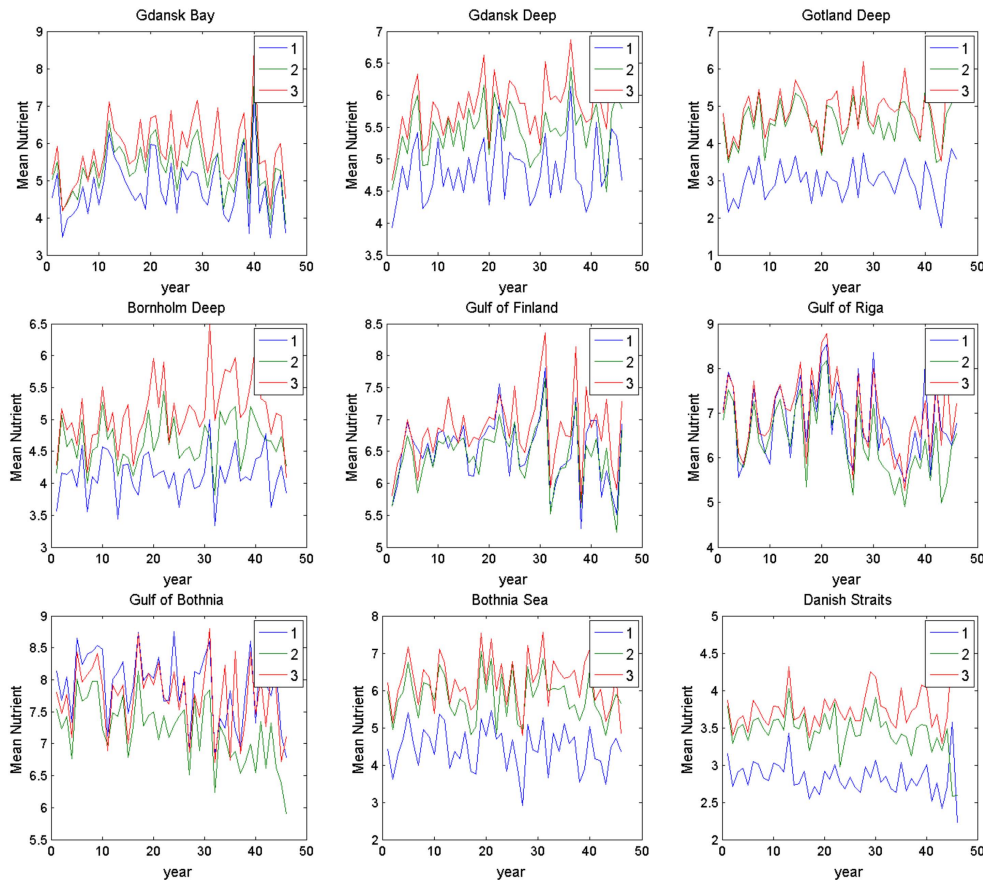 Gdansk Bay
Gdansk Deep
Gotland Deep
9
8
7
6
5
4
3
Mean Nutrient
0 10 20 30 40 50
year
1
2
3
7
6.5
6
5.5
5
4.5
4
3.5
Mean Nutrient
0 10 20 30 40 50
year
1
2
3
7
6
5
4
3
2
1
Mean Nutrient
0 10 20 30 40 50
year
1
2
3
Bornholm Deep
Gulf of Finland
Gulf of Riga
6.5
6
5.5
5
4.5
4
3.5
3
Mean Nutrient
0 10 20 30 40 50
year
1
2
3
8.5
8
7.5
7
6.5
6
5.5
5
Mean Nutrient
0 10 20 30 40 50
year
1
2
3
9
8
7
6
5
4
Mean Nutrient
0 10 20 30 40 50
year
1
2
3
Gulf of Bothnia
Bothnia Sea
Danish Straits
9
8.5
8
7.5
7
6.5
6
5.5
Mean Nutrient
0 10 20 30 40 50
year
1
2
3
8
7
6
5
4
3
2
Mean Nutrient
0 10 20 30 40 50
year
1
2
3
5
4.5
4
3.5
3
2.5
2
Mean Nutrient
0 10 20 30 40 50
year
1
2
3